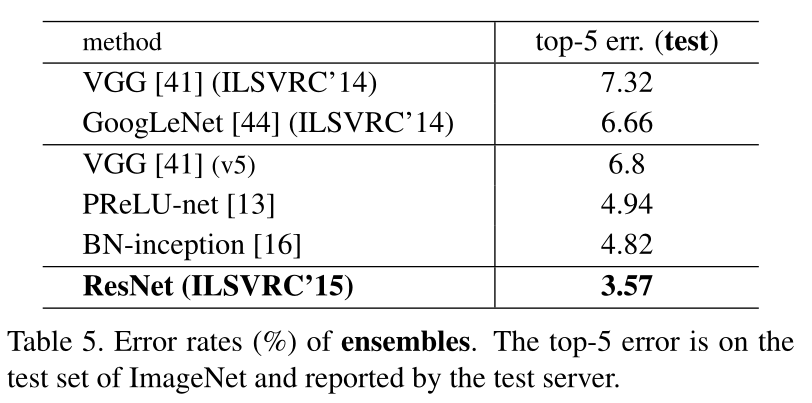 method top-5 err. (test)
VGG [41] (ILSVRC’14) 7.32
GoogLeNet [44] (ILSVRC’14) 6.66
VGG [41] (v5) 6.8
PReLU-net [13] 4.94
BN-inception [16] 4.82
ResNet (ILSVRC’15) 3.57
Table 5. Error rates (%) of ensembles. The top-5 error is on the
test set of ImageNet and reported by the test server.